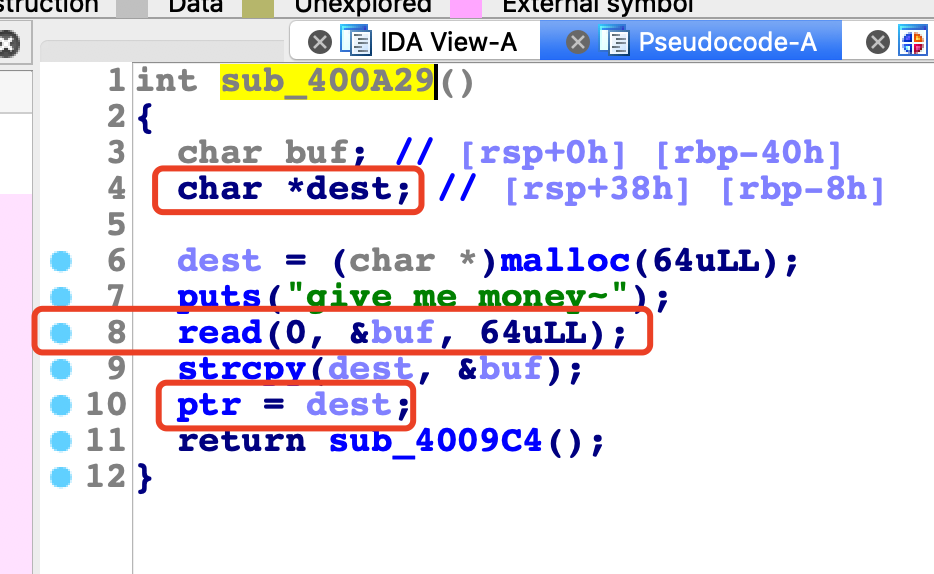 struction Data Unexplored External symbol
IDA View-A Pseudocode-A
1 int sub_400A29()
2 {
3 char buf; // [rsp+0h] [rbp-40h]
4 char *dest; // [rsp+38h] [rbp-8h]
5
6 dest = (char *)malloc(64uLL);
7 puts("give me money~");
8 read(0, &buf, 64uLL);
9 strcpy(dest, &buf);
10 ptr = dest;
11 return sub_4009C4();
12 }